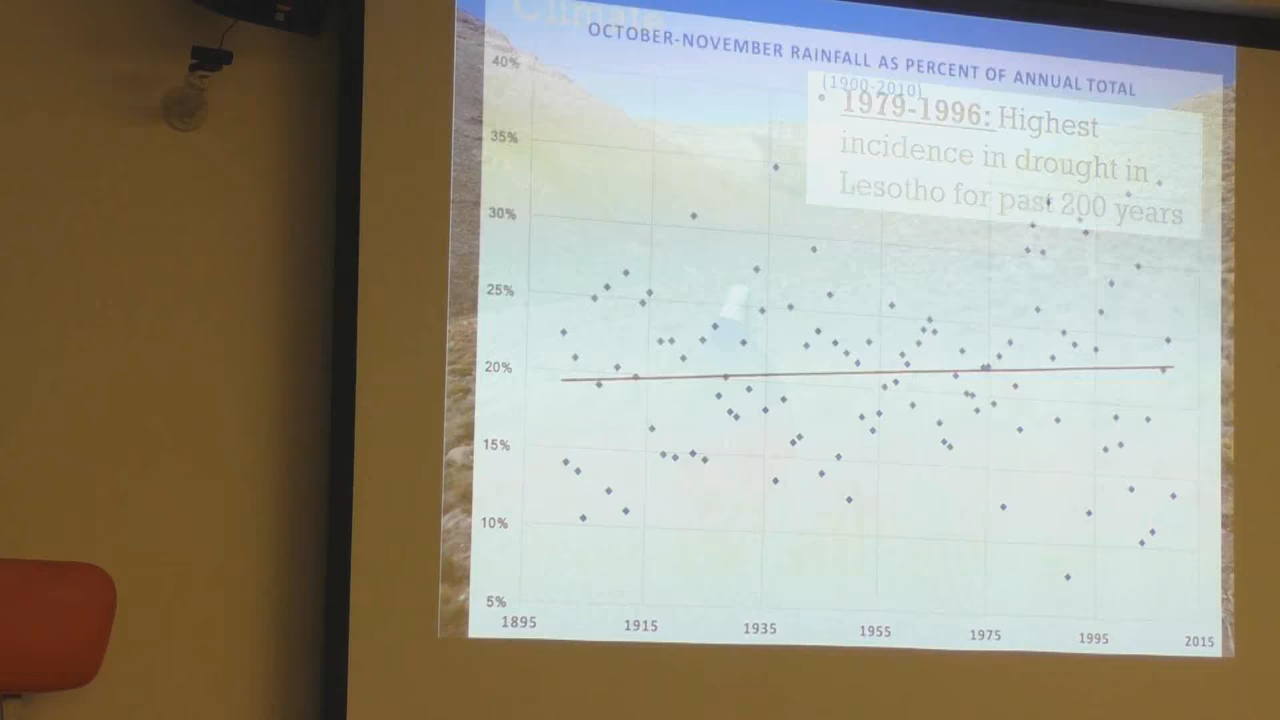 Climate
OCTOBER-NOVEMBER RAINFALL AS PERCENT OF ANNUAL TOTAL
(1900-2010)
• 1979-1996: Highest
incidence in drought in
Lesotho for past 200 years
40%
35%
30%
25%
20%
15%
10%
5%
1895 1915 1935 1955 1975 1995 2015